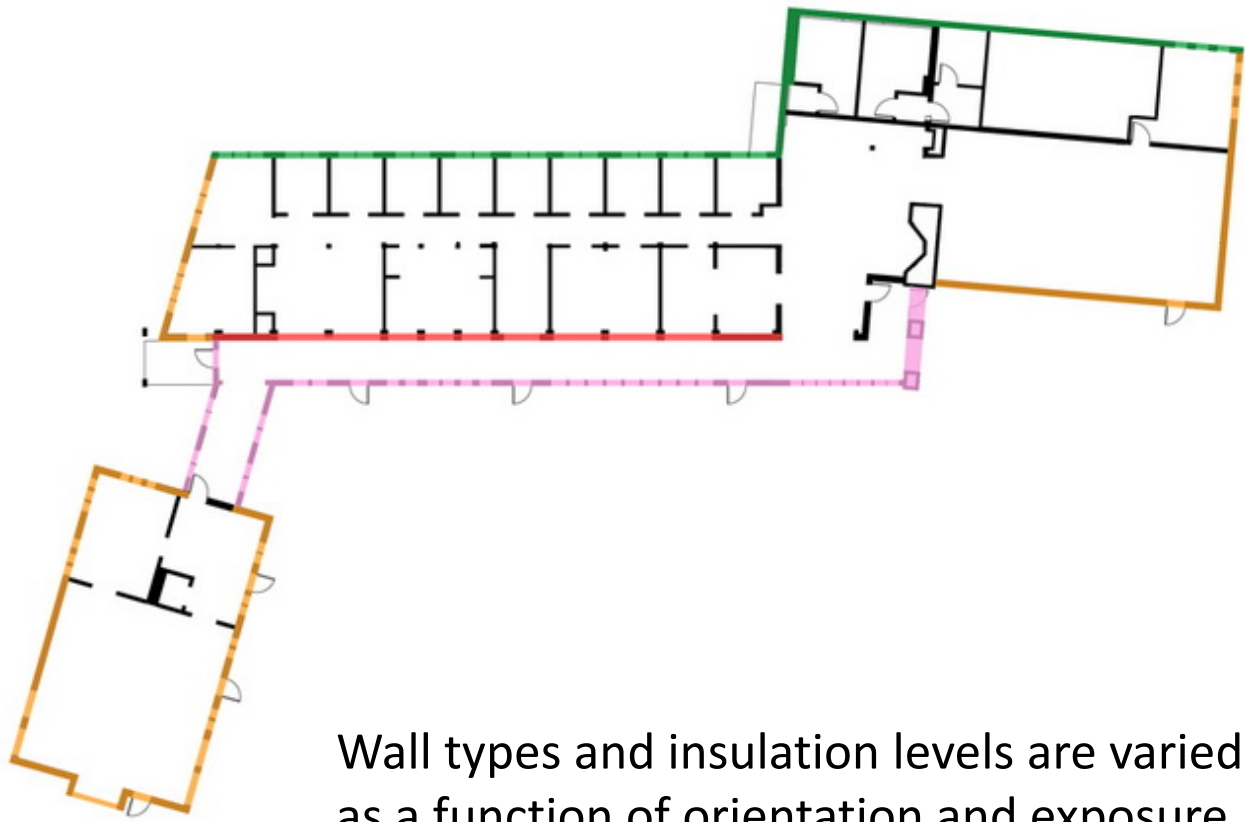 Wall types and insulation levels are varied
as a function of orientation and exposure